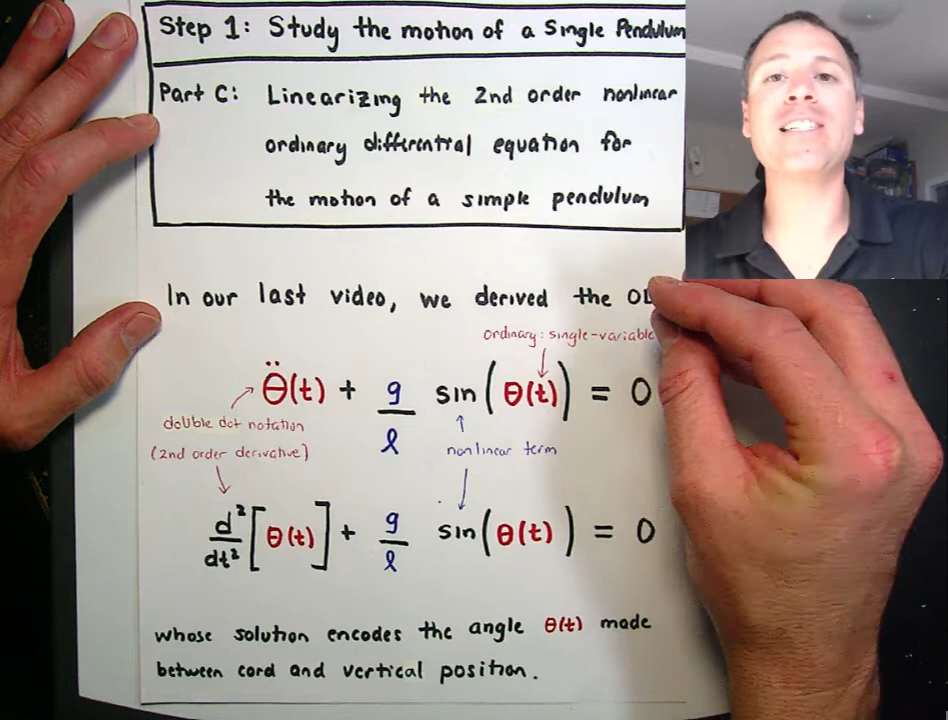 Step 1: Study the motion of a Single Pendulum
Part C: Linearizing the 2nd order nonlinear
ordinary differential equation for
the motion of a simple pendulum
In our last video, we derived the
ordinary: single-variable
θ̈(t) + g/l sin(θ(t)) = 0
double dot notation
(2nd order derivative)
nonlinear term
d²/dt² [θ(t)] + g/l sin(θ(t)) = 0
whose solution encodes the angle θ(t) made
between cord and vertical position.